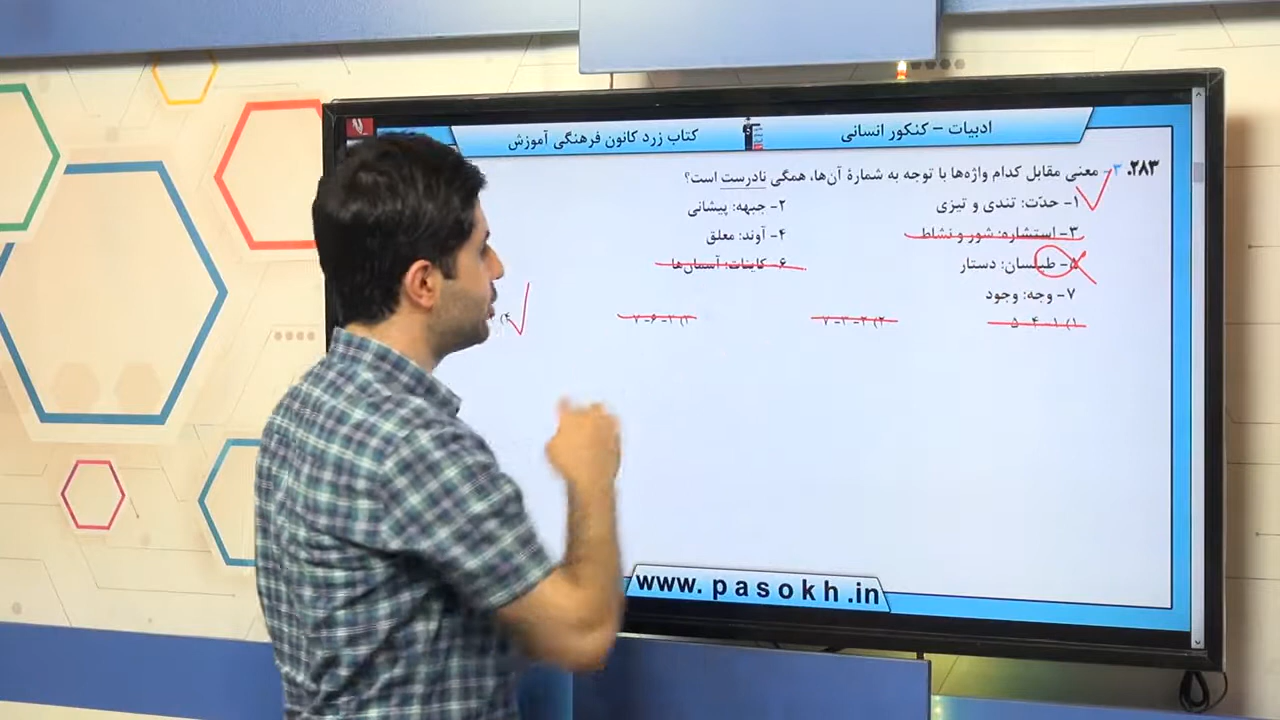 ادبیات – کنکور انسانی
کتاب زرد کانون فرهنگی آموزش
۲۸۳. ۳- معنی مقابل کدام واژه‌ها با توجه به شمارهٔ آن‌ها، همگی نادرست است؟
۱- حدّت: تندی و تیزی
۲- جبهه: پیشانی
۳- استشاره: شور و نشاط
۴- آوند: معلق
۵- طیلسان: دستار
۶- کاینات: آسمان‌ها
۷- وجه: وجود
۱) ۱- ۴- ۵
۲) ۲- ۳- ۷
۳) ۲- ۶- ۷
۴)
www.pasokh.in